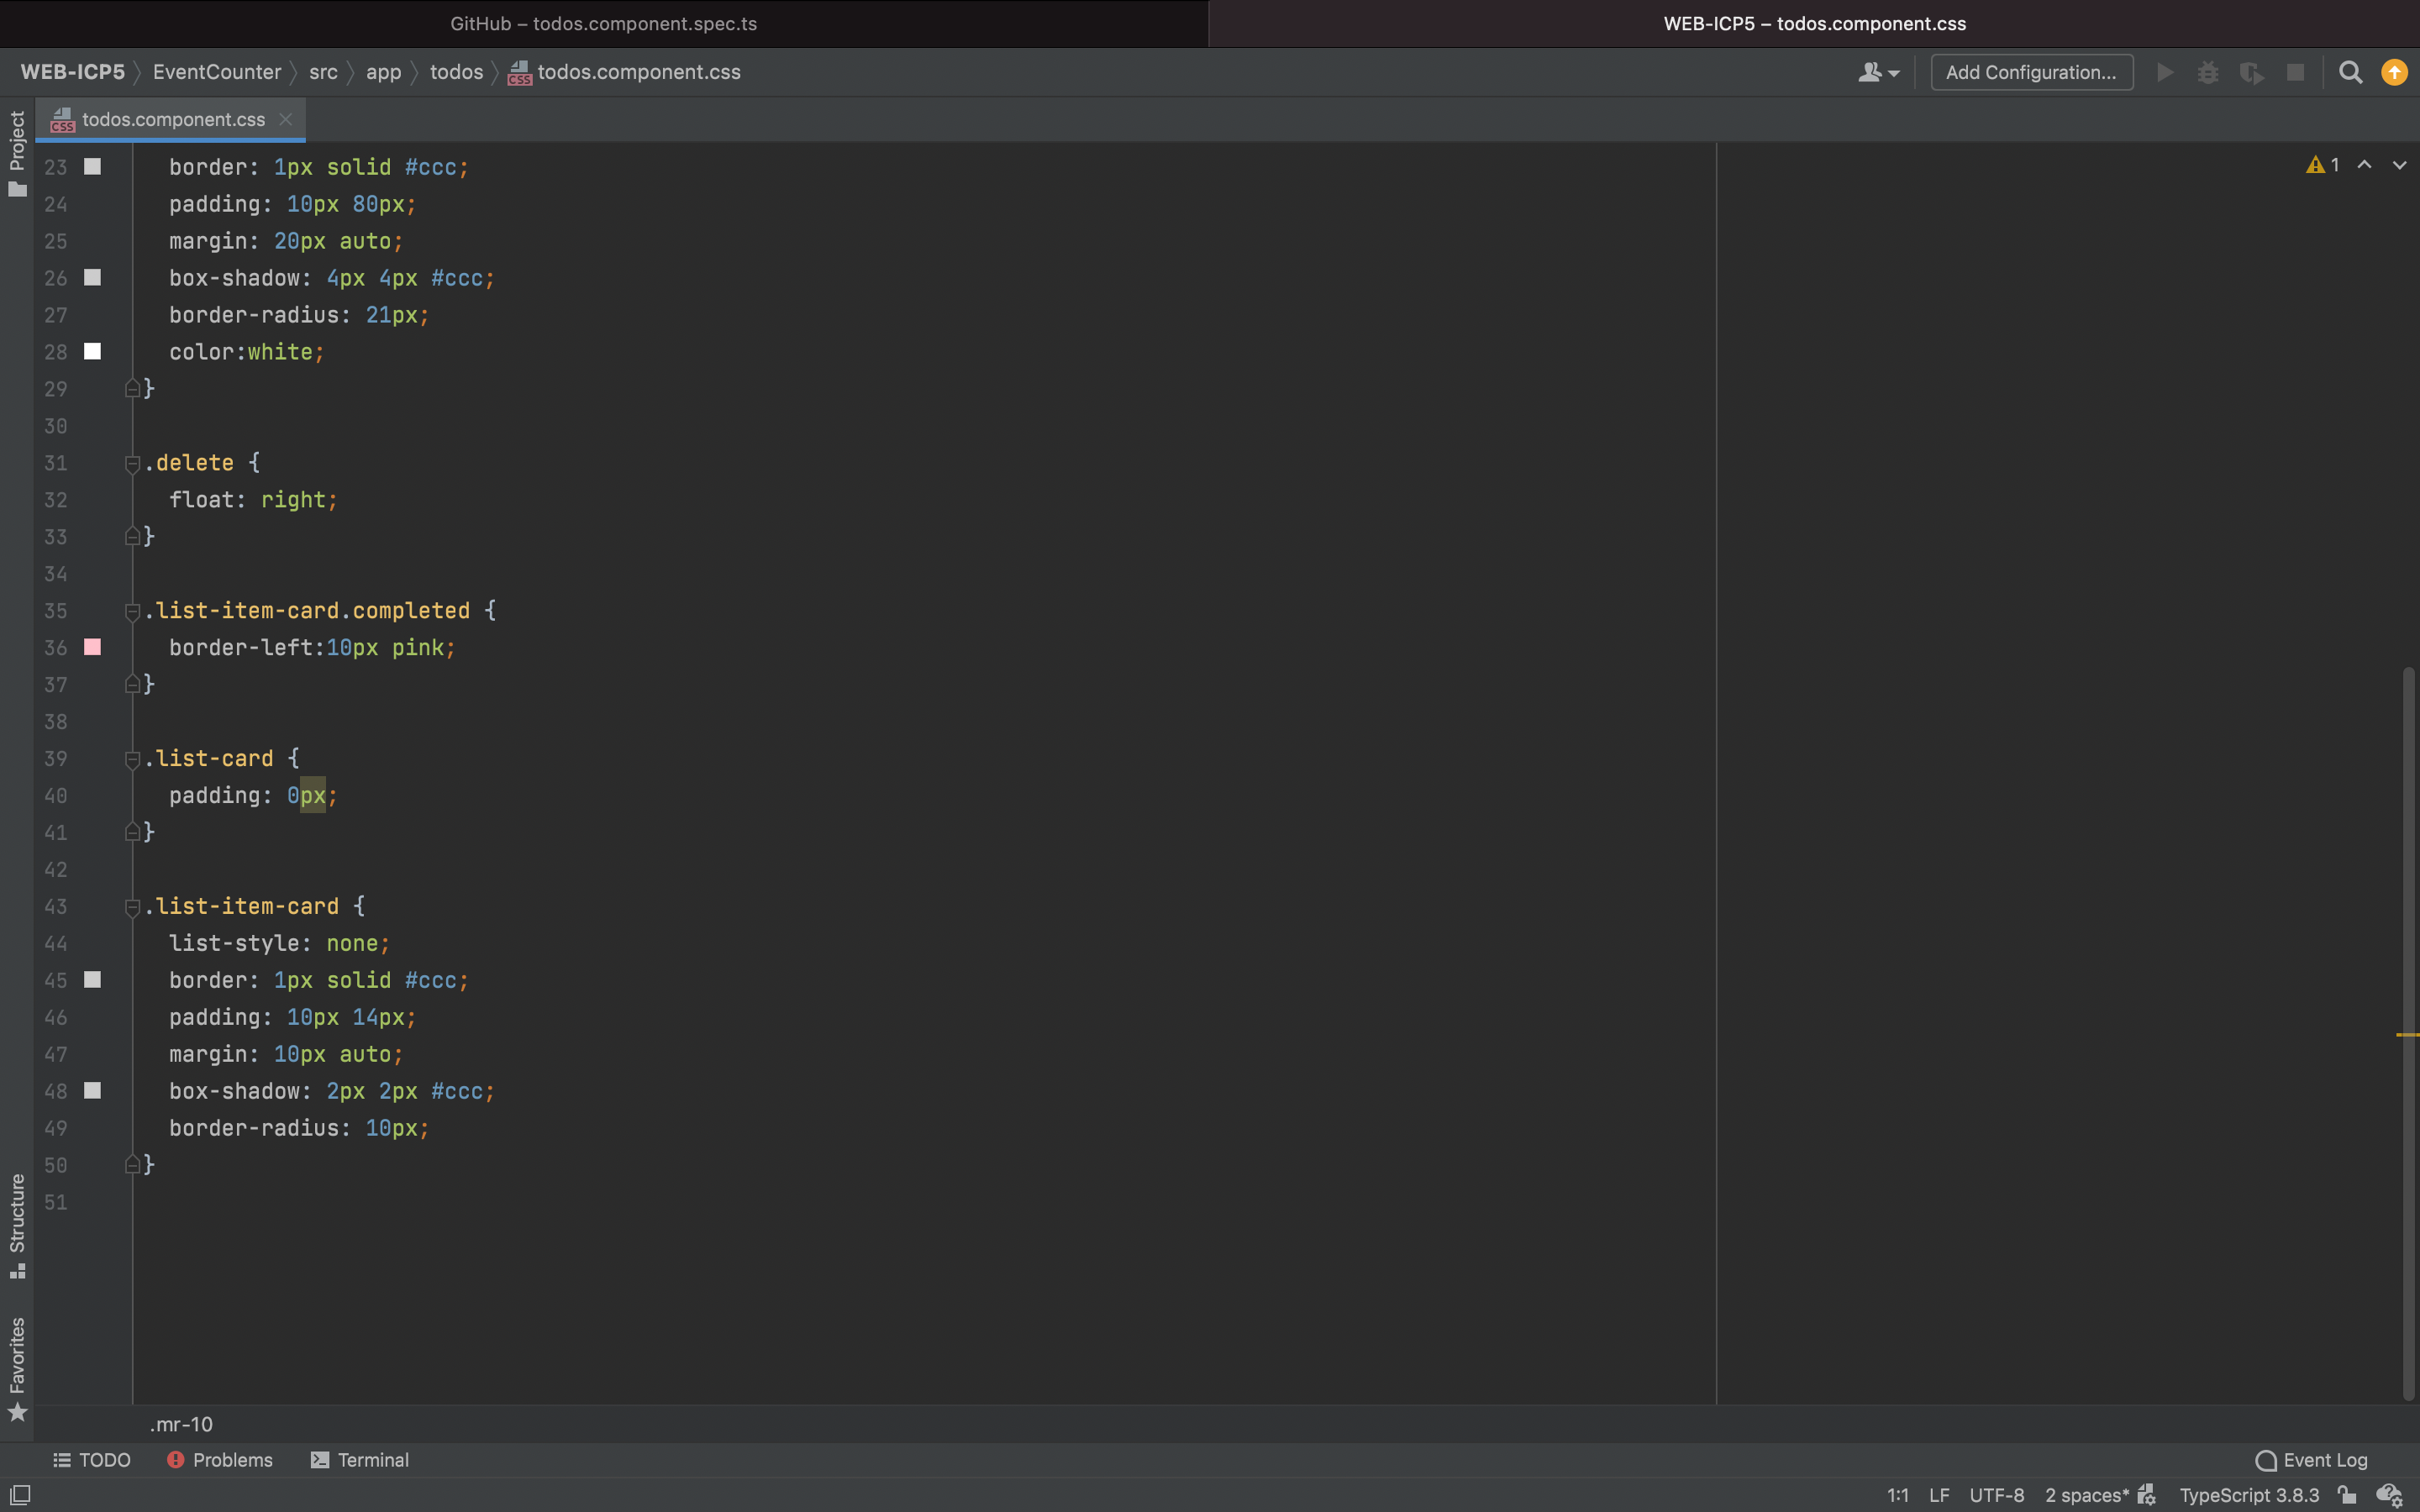 GitHub – todos.component.spec.ts
WEB-ICP5 – todos.component.css
WEB-ICP5 EventCounter src app todos todos.component.css
Add Configuration...
Project
todos.component.css
1
23 border: 1px solid #ccc;
24 padding: 10px 80px;
25 margin: 20px auto;
26 box-shadow: 4px 4px #ccc;
27 border-radius: 21px;
28 color:white;
29 }
30
31 .delete {
32 float: right;
33 }
34
35 .list-item-card.completed {
36 border-left:10px pink;
37 }
38
39 .list-card {
40 padding: 0px;
41 }
42
43 .list-item-card {
44 list-style: none;
45 border: 1px solid #ccc;
46 padding: 10px 14px;
47 margin: 10px auto;
48 box-shadow: 2px 2px #ccc;
49 border-radius: 10px;
50 }
51
Structure
Favorites
.mr-10
TODO Problems Terminal Event Log
1:1 LF UTF-8 2 spaces* TypeScript 3.8.3